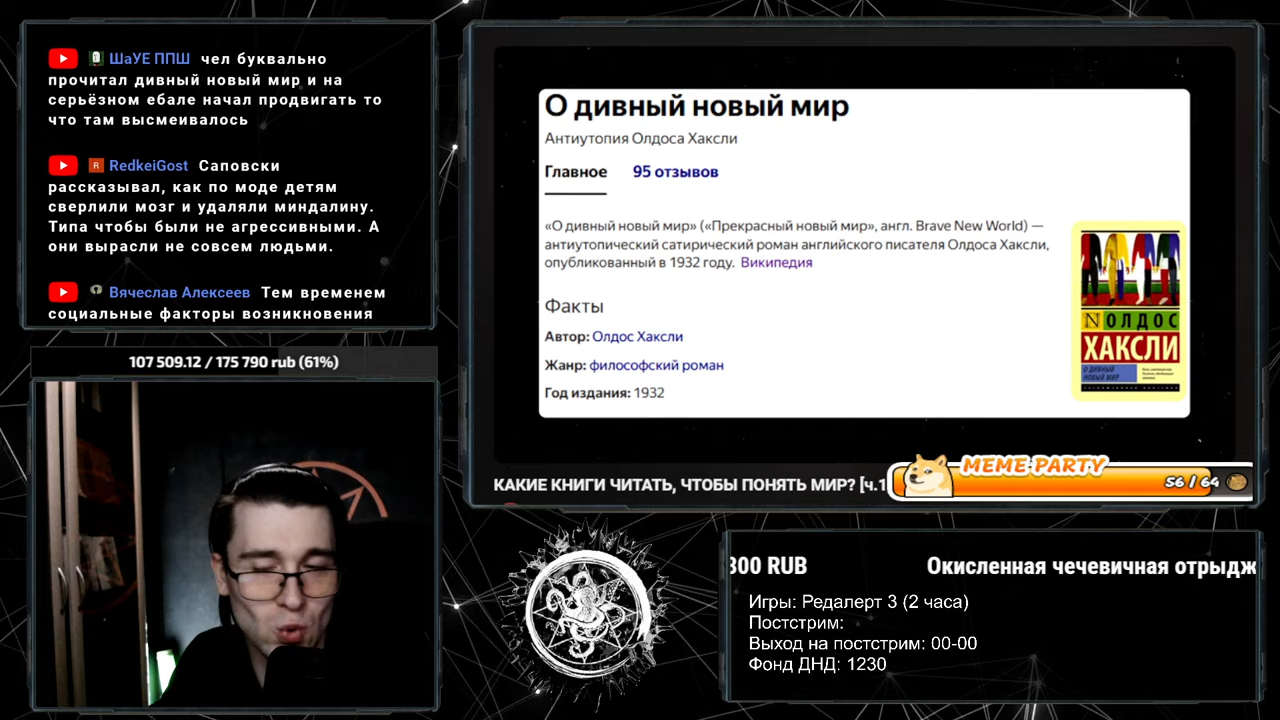 ШаУЕ ППШ чел буквально
прочитал дивный новый мир и на
серьёзном ебале начал продвигать то
что там высмеивалось
R RedkeiGost Саповски
рассказывал, как по моде детям
сверлили мозг и удаляли миндалину.
Типа чтобы были не агрессивными. А
они вырасли не совсем людьми.
Вячеслав Алексеев Тем временем
социальные факторы возникновения
107 509.12 / 175 790 rub (61%)
О дивный новый мир
Антиутопия Олдоса Хаксли
Главное 95 отзывов
«О дивный новый мир» («Прекрасный новый мир», англ. Brave New World) —
антиутопический сатирический роман английского писателя Олдоса Хаксли,
опубликованный в 1932 году. Википедия
Факты
Автор: Олдос Хаксли
Жанр: философский роман
Год издания: 1932
N ОЛДОС
ХАКСЛИ
О ДИВНЫЙ
НОВЫЙ МИР
КАКИЕ КНИГИ ЧИТАТЬ, ЧТОБЫ ПОНЯТЬ МИР? [ч.1
MEME PARTY
56 / 64
300 RUB Окисленная чечевичная отрыдж
Игры: Редалерт 3 (2 часа)
Постстрим:
Выход на постстрим: 00-00
Фонд ДНД: 1230